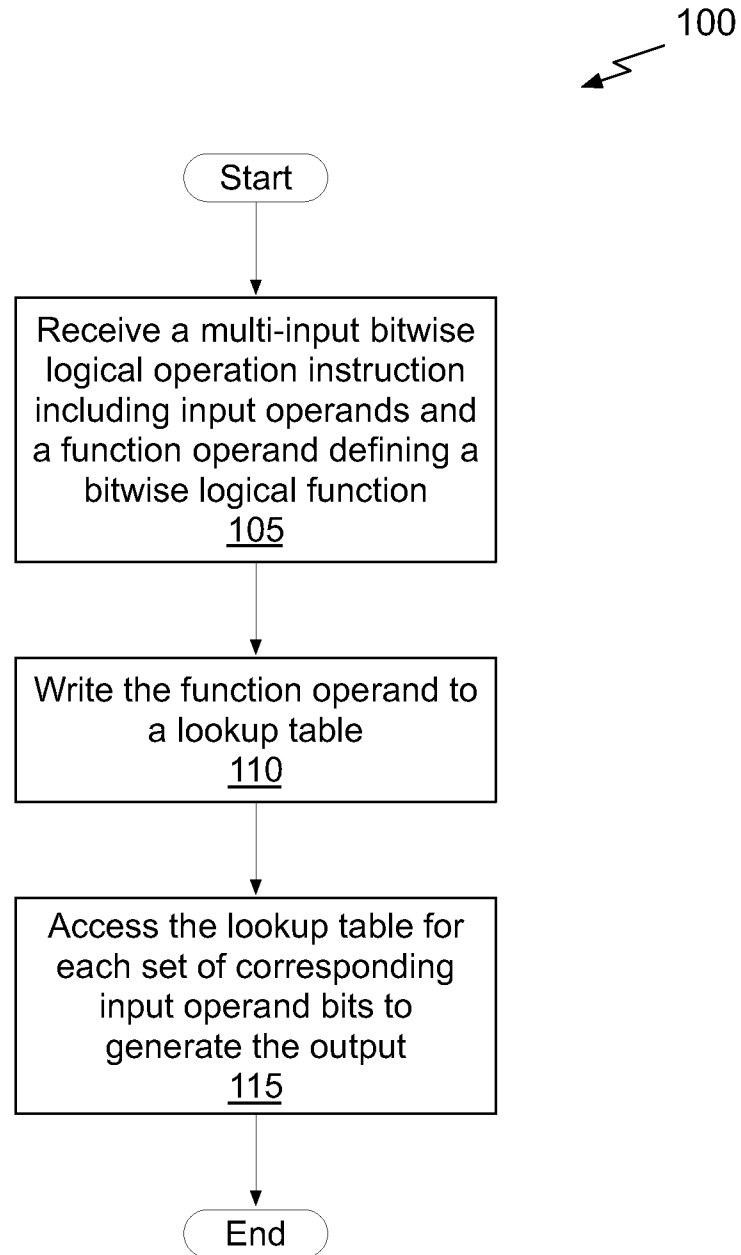 100
Start
Receive a multi-input bitwise
logical operation instruction
including input operands and
a function operand defining a
bitwise logical function
105
Write the function operand to
a lookup table
110
Access the lookup table for
each set of corresponding
input operand bits to
generate the output
115
End